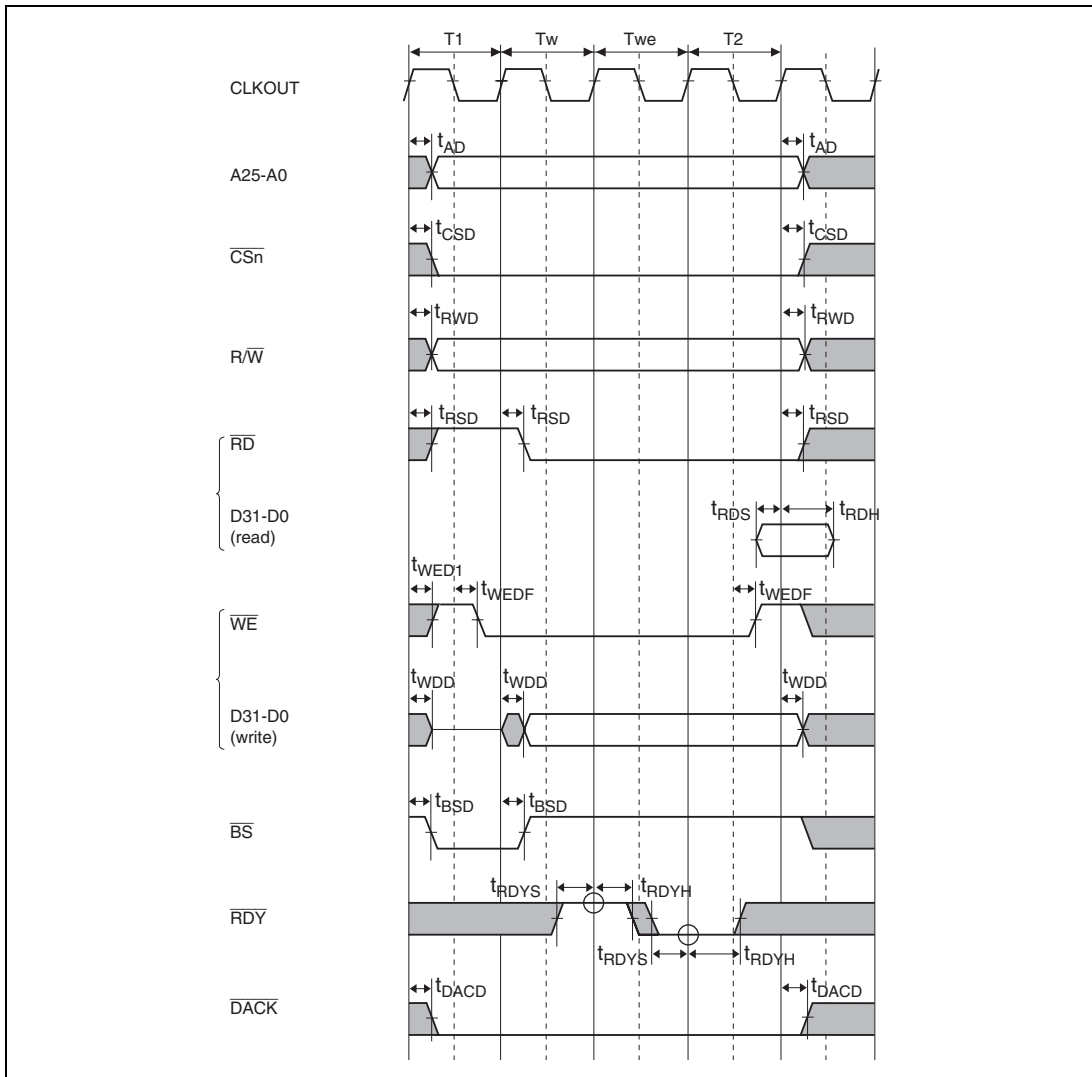 T1 Tw Twe T2
CLKOUT
tAD tAD
A25-A0
tCSD tCSD
CSn
tRWD tRWD
R/W
tRSD tRSD tRSD
RD
tRDS tRDH
D31-D0
(read)
tWED1 tWEDF tWEDF
WE
tWDD tWDD tWDD
D31-D0
(write)
tBSD tBSD
BS
tRDYS tRDYH
RDY
tRDYS tRDYH
tDACD tDACD
DACK